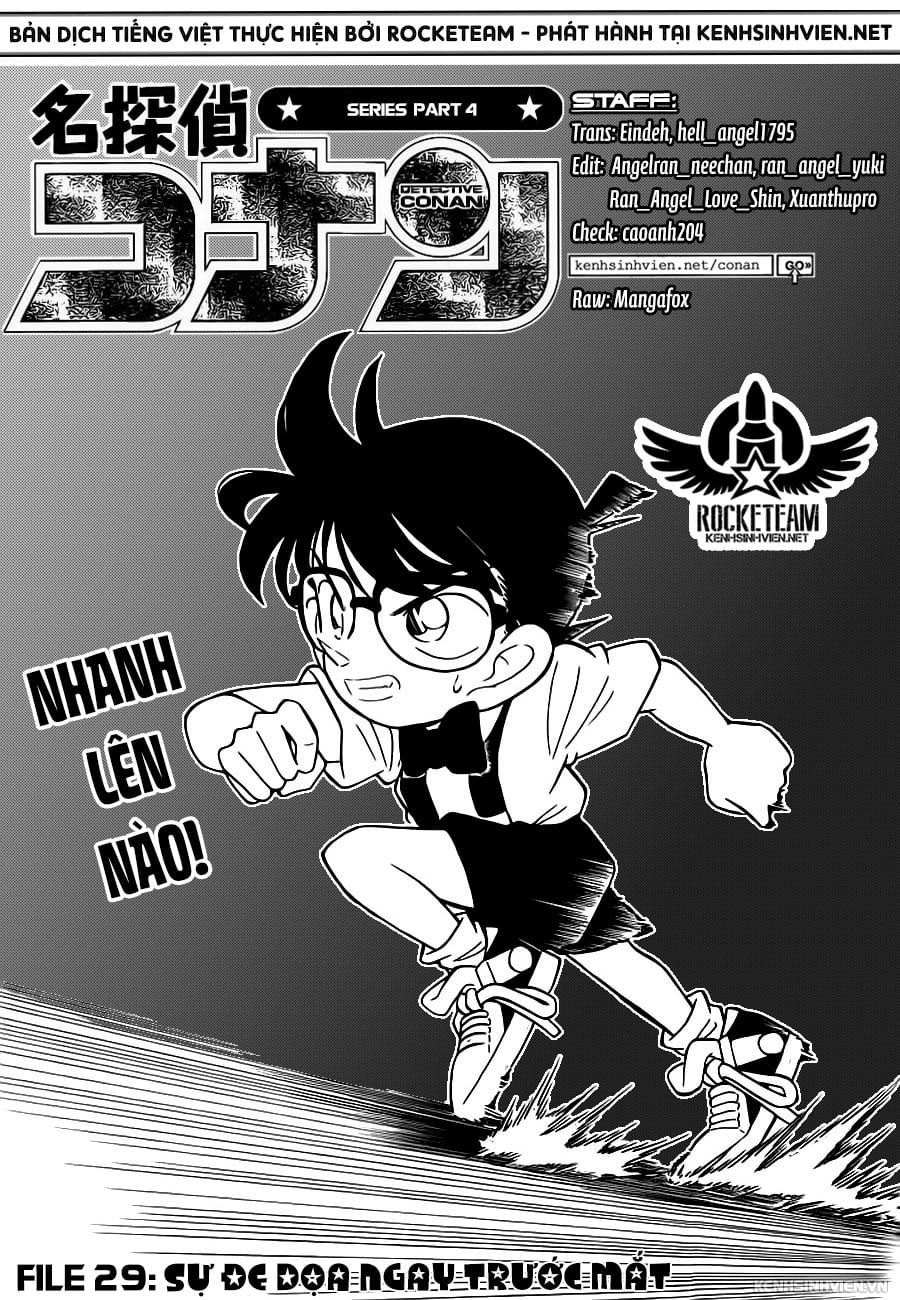 BẢN DỊCH TIẾNG VIỆT THỰC HIỆN BỞI ROCKETEAM - PHÁT HÀNH TẠI KENHSINHVIEN.NET
名探偵
SERIES PART 4
コナン
DETECTIVE
CONAN
STAFF:
Trans: Eindeh, hell_angel1795
Edit: Angelran_neechan, ran_angel_yuki
Ran_Angel_Love_Shin, Xuanthupro
Check: caoanh204
kenhsinhvien.net/conan GO»
Raw: Mangafox
ROCKETEAM
KENHSINHVIEN.NET
NHANH
LÊN
NÀO!
FILE 29: SỰ ĐE DỌA NGAY TRƯỚC MẮT
KENHSINHVIEN.VN